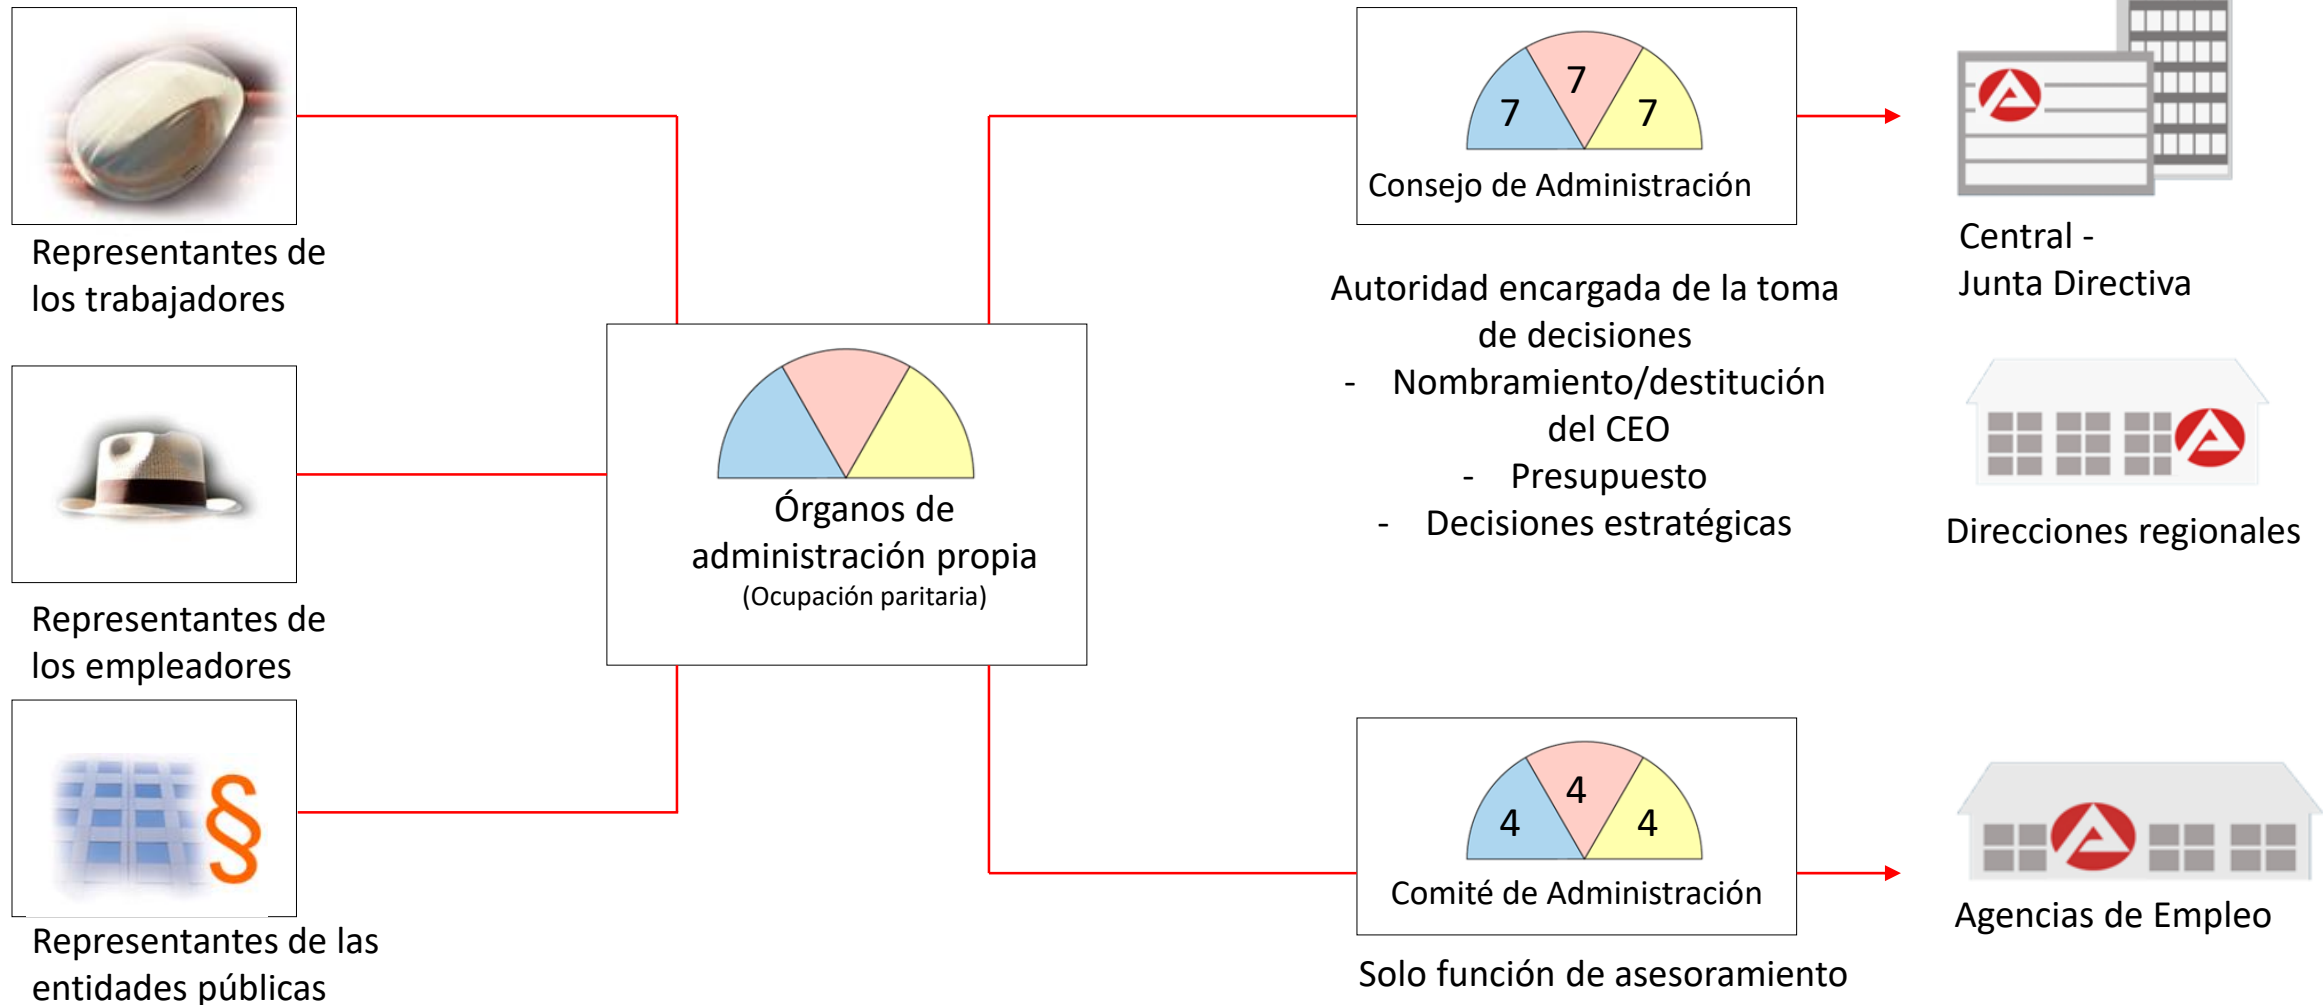 Representantes de
los trabajadores
Representantes de
los empleadores
§
Representantes de las
entidades públicas
Órganos de
administración propia
(Ocupación paritaria)
7
7
7
Consejo de Administración
Autoridad encargada de la toma
de decisiones
- Nombramiento/destitución
del CEO
- Presupuesto
- Decisiones estratégicas
4
4
4
Comité de Administración
Solo función de asesoramiento
Central -
Junta Directiva
Direcciones regionales
Agencias de Empleo